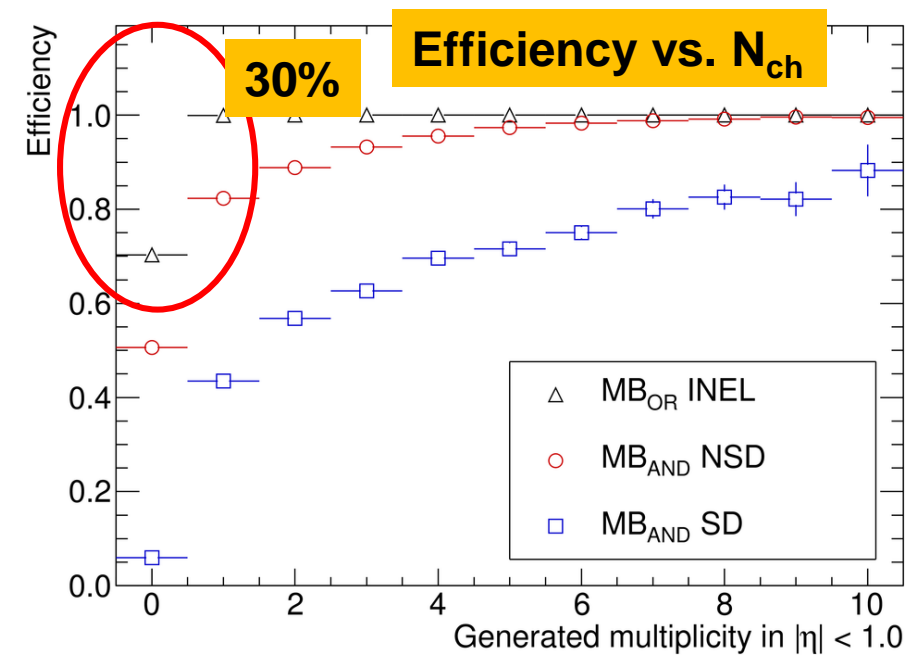 Efficiency vs. Nch
30%
Efficiency
1.0
0.8
0.6
0.4
0.2
0.0
MBOR INEL
MBAND NSD
MBAND SD
0 2 4 6 8 10
Generated multiplicity in |η| < 1.0